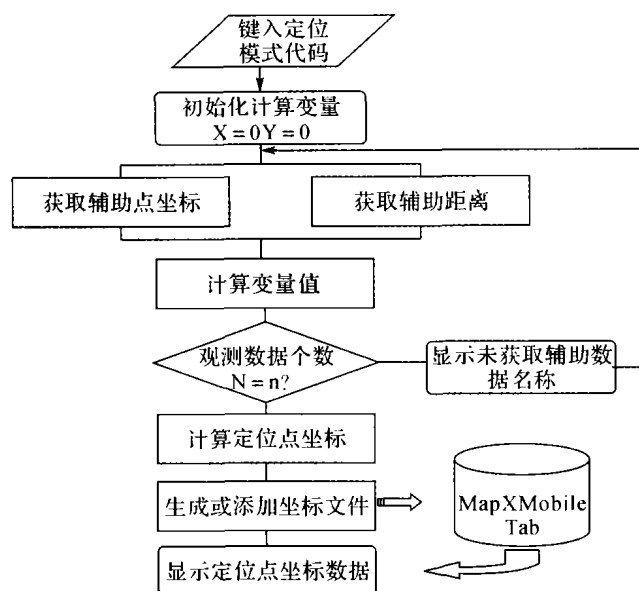 键入定位
模式代码
初始化计算变量
X=0Y=0
获取辅助点坐标
获取辅助距离
计算变量值
观测数据个数
N=n?
显示未获取辅助数
据名称
计算定位点坐标
生成或添加坐标文件
MapXMobile
Tab
显示定位点坐标数据